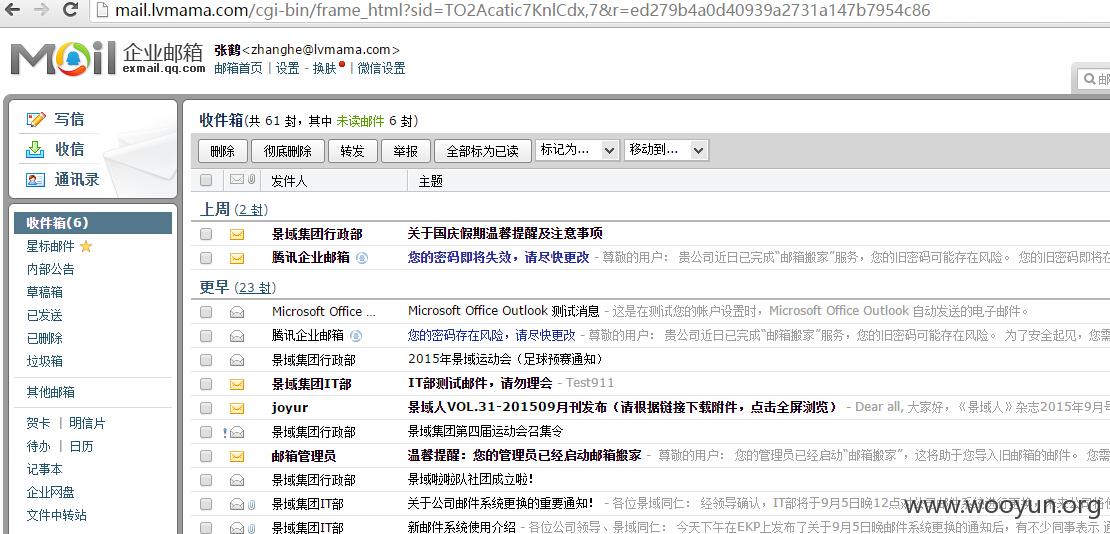 mail.lvmama.com/cgi-bin/frame_html?sid=TO2Acatic7KnlCdx,7&r=ed279b4a0d40939a2731a147b7954c86
Mail 企业邮箱 exmail.qq.com
张鹤<zhanghe@lvmama.com>
邮箱首页 | 设置 - 换肤 | 微信设置
邮
写信
收信
通讯录
收件箱(6)
星标邮件
内部公告
草稿箱
已发送
已删除
垃圾箱
其他邮箱
贺卡 | 明信片
待办 | 日历
记事本
企业网盘
文件中转站
收件箱(共 61 封，其中 未读邮件 6 封)
删除 彻底删除 转发 举报 全部标为已读 标记为... 移动到...
发件人 主题
上周 (2 封)
景域集团行政部 关于国庆假期温馨提醒及注意事项
腾讯企业邮箱 您的密码即将失效，请尽快更改 - 尊敬的用户： 贵公司近日已完成“邮箱搬家”服务，您的旧密码可能存在风险。 您的旧密码即将在
更早 (23 封)
Microsoft Office ... Microsoft Office Outlook 测试消息 - 这是在测试您的帐户设置时，Microsoft Office Outlook 自动发送的电子邮件。
腾讯企业邮箱 您的密码存在风险，请尽快更改 - 尊敬的用户： 贵公司近日已完成“邮箱搬家”服务，您的旧密码可能存在风险。 为了安全起见，您需
景域集团行政部 2015年景域运动会（足球预赛通知）
景域集团IT部 IT部测试邮件，请勿理会 - Test911
joyur 景域人VOL.31-201509月刊发布（请根据链接下载附件，点击全屏浏览） - Dear all, 大家好，《景域人》杂志2015年9月号
景域集团行政部 景域集团第四届运动会召集令
邮箱管理员 温馨提醒：您的管理员已经启动邮箱搬家 - 尊敬的用户： 您的管理员已经启动“邮箱搬家”，这将助于您导入旧邮箱的邮件。 您需
景域集团行政部 景域啦啦队社团成立啦！
景域集团IT部 关于公司邮件系统更换的重要通知！ - 各位景域同仁： 经领导确认，IT部将于9月5日晚12点
景域集团IT部 新邮件系统使用介绍 - 各位公司领导、景域同仁： 今天下午在EKP上发布了关于9月5日晚邮件系统更换的通知后，有不少同事表示
www.wooyun.org